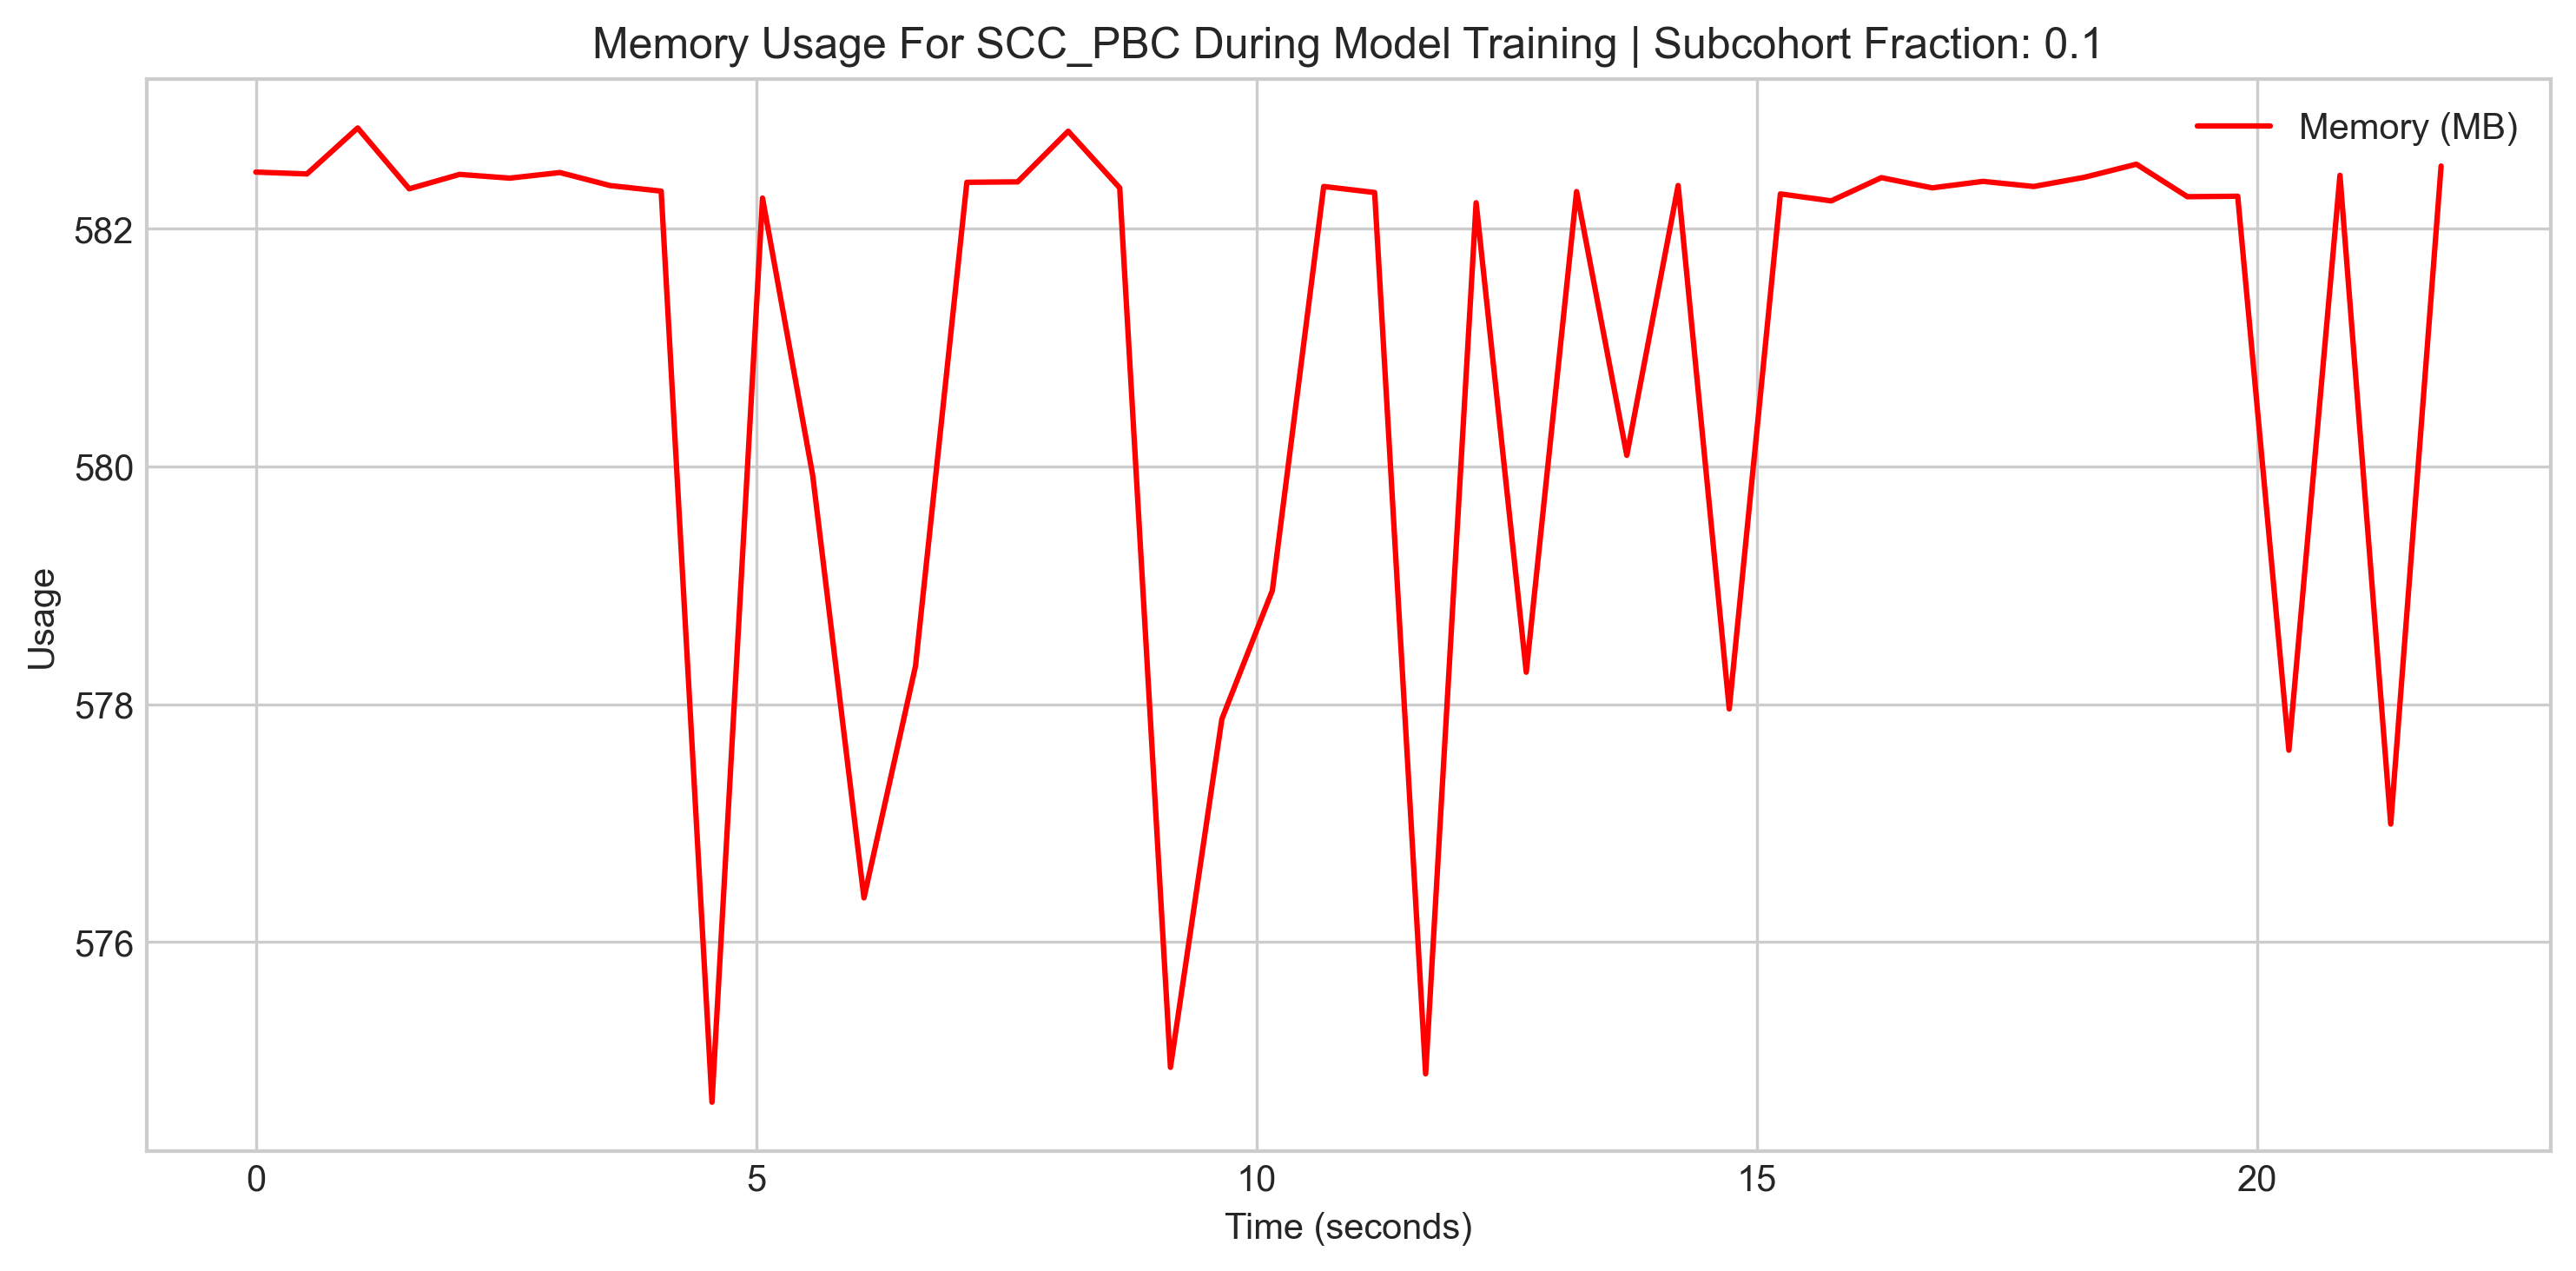 Memory Usage For SCC_PBC During Model Training | Subcohort Fraction: 0.1
Memory (MB)
582
580
578
576
Usage
0 5 10 15 20
Time (seconds)